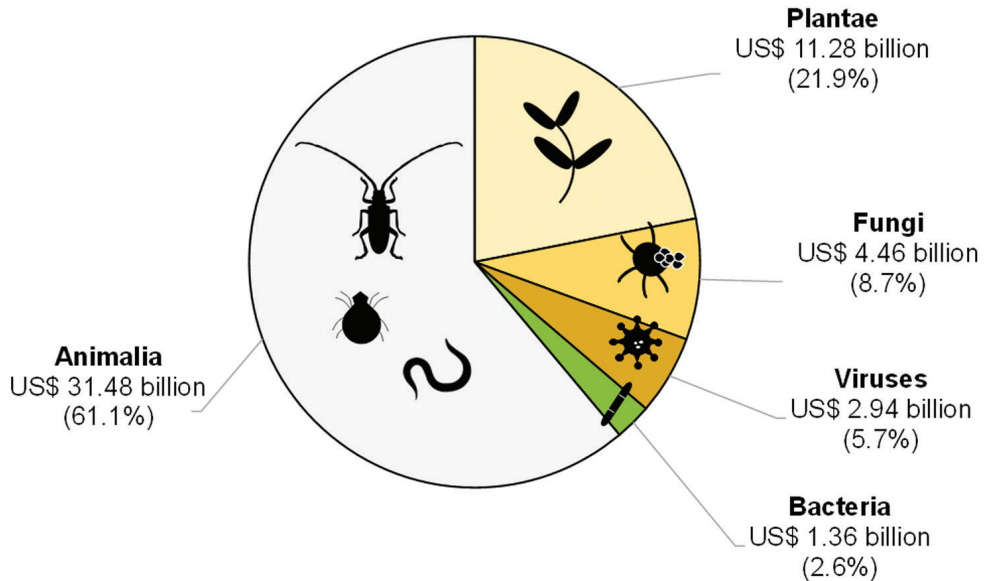 Plantae
US$ 11.28 billion
(21.9%)
Fungi
US$ 4.46 billion
(8.7%)
Viruses
US$ 2.94 billion
(5.7%)
Bacteria
US$ 1.36 billion
(2.6%)
Animalia
US$ 31.48 billion
(61.1%)